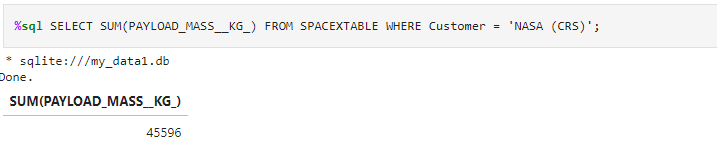 %sql SELECT SUM(PAYLOAD_MASS__KG_) FROM SPACEXTABLE WHERE Customer = 'NASA (CRS)';
* sqlite:///my_data1.db
Done.
SUM(PAYLOAD_MASS__KG_)
45596